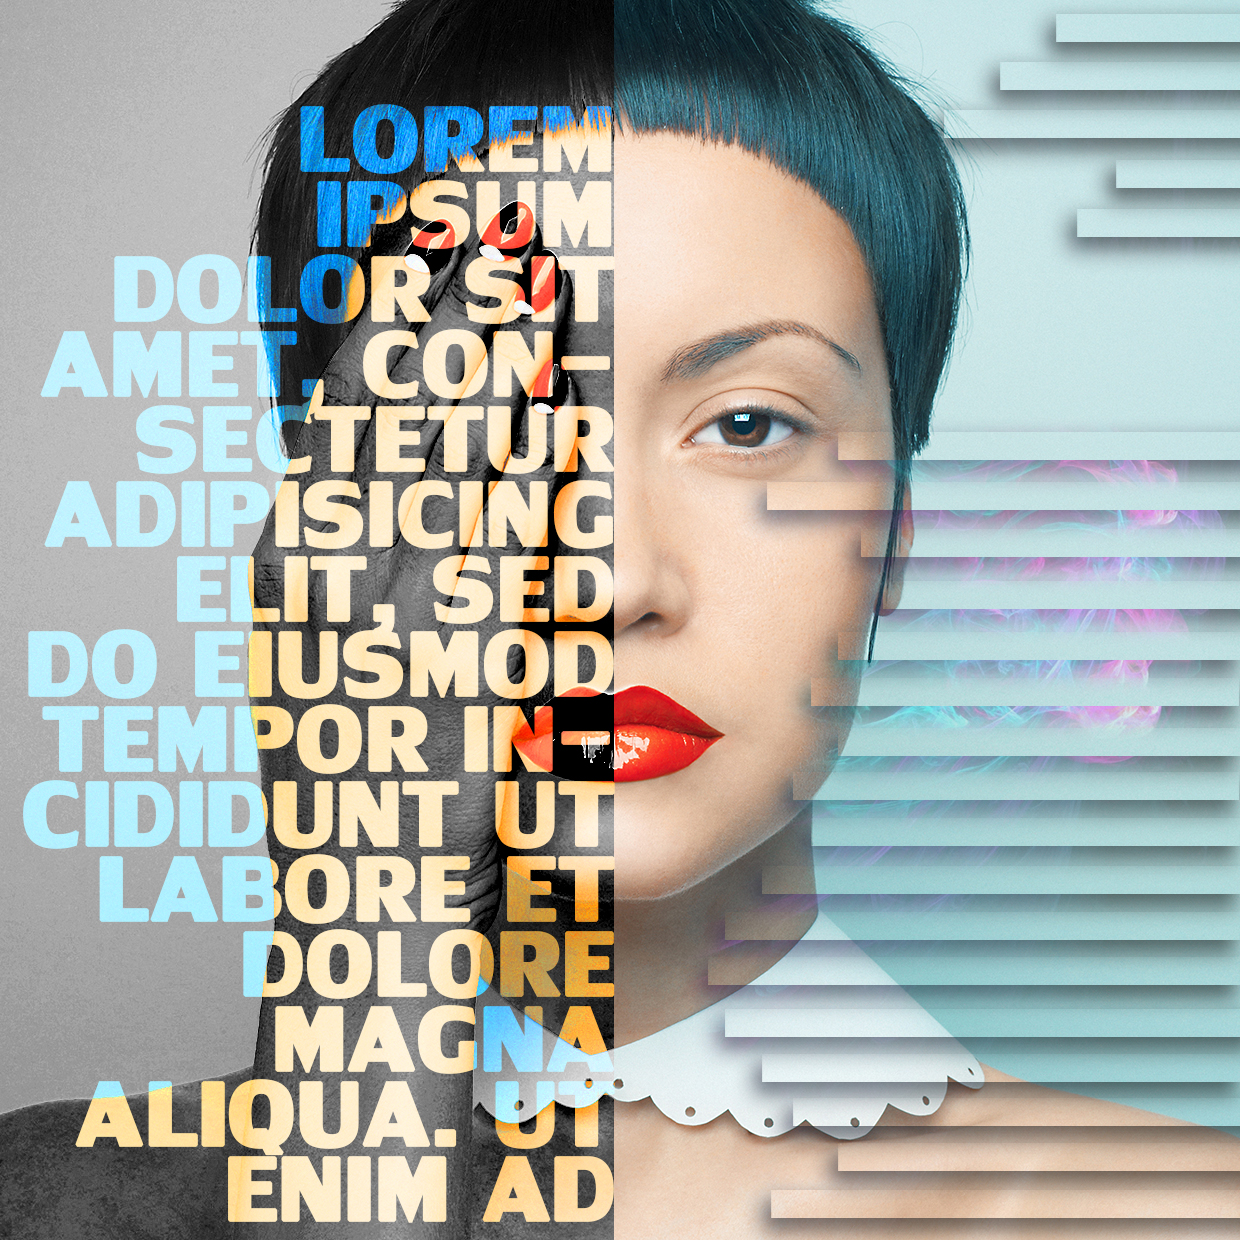 LOREM
IPSUM
DOLOR SIT
AMET, CON-
SECTETUR
ADIPISICING
ELIT, SED
DO EIUSMOD
TEMPOR IN-
CIDIDUNT UT
LABORE ET
DOLORE
MAGNA
ALIQUA. UT
ENIM AD